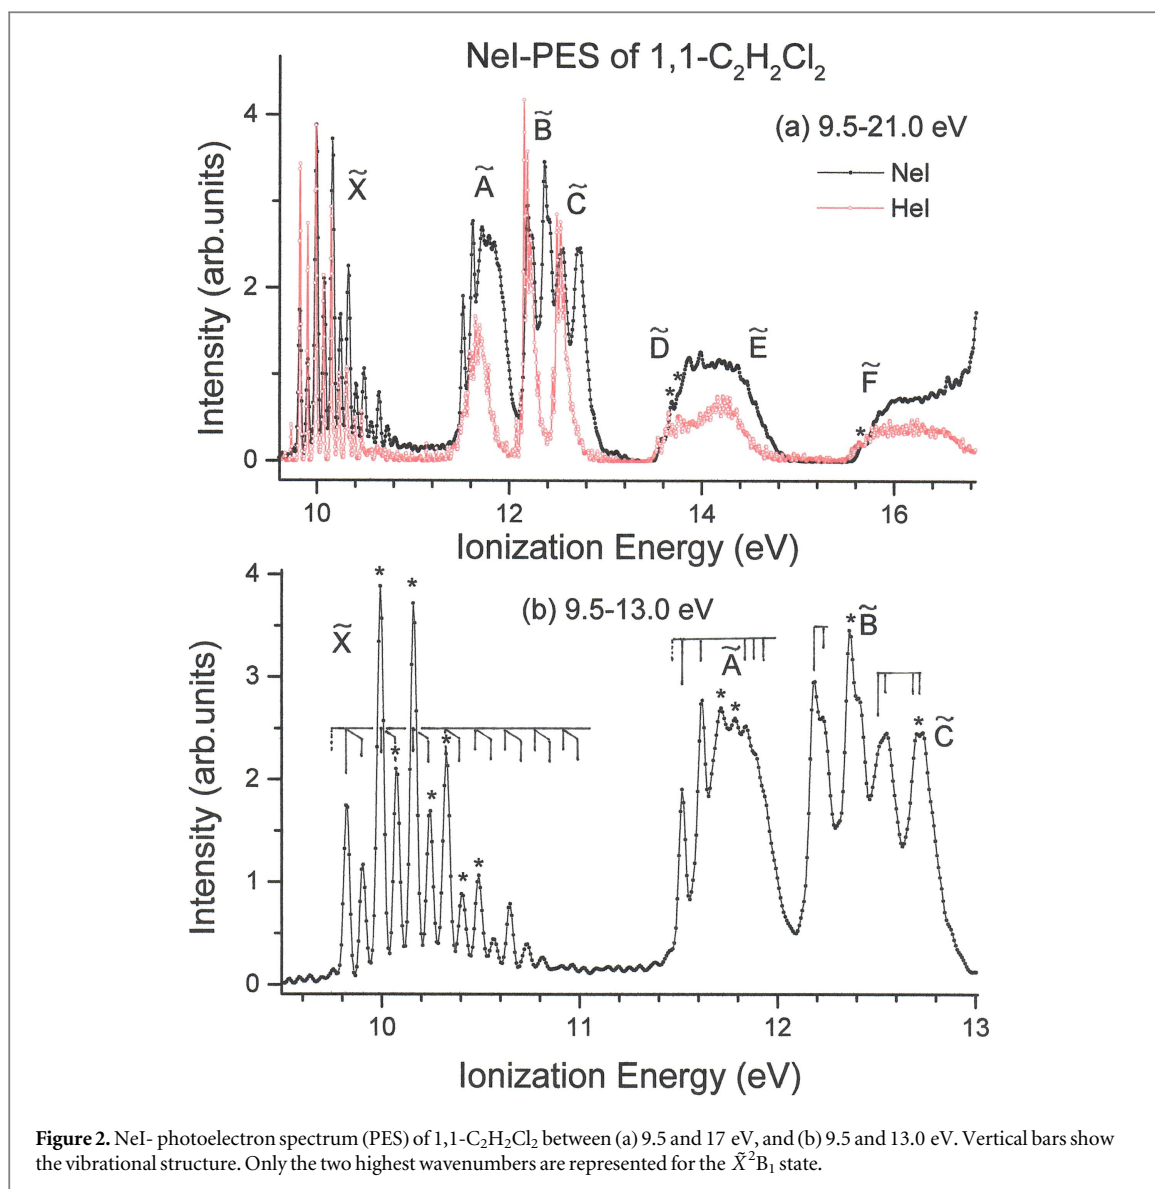 NeI-PES of 1,1-C₂H₂Cl₂
(a) 9.5-21.0 eV
NeI
HeI
X̃
Ã
B̃
C̃
D̃
Ẽ
F̃
*
*
*
Intensity (arb.units)
4
2
0
10
12
14
16
Ionization Energy (eV)
(b) 9.5-13.0 eV
X̃
Ã
B̃
C̃
* * * * * * * * * * * *
Intensity (arb.units)
4
3
2
1
0
10
11
12
13
Ionization Energy (eV)
Figure 2. NeI- photoelectron spectrum (PES) of 1,1-C₂H₂Cl₂ between (a) 9.5 and 17 eV, and (b) 9.5 and 13.0 eV. Vertical bars show
the vibrational structure. Only the two highest wavenumbers are represented for the X̃²B₁ state.